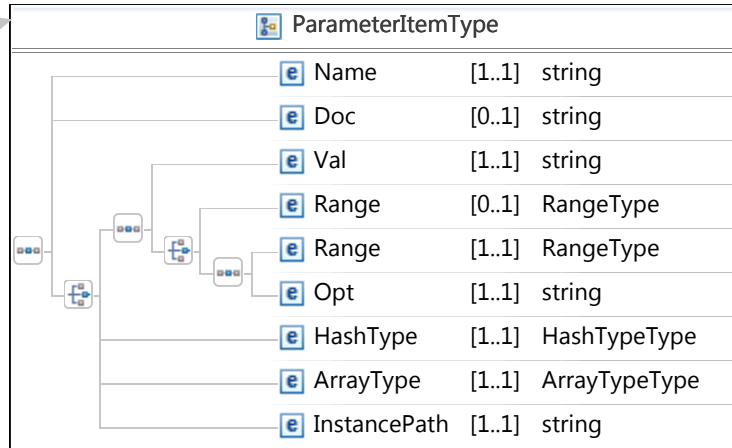 ParameterItemType
e Name [1..1] string
e Doc [0..1] string
e Val [1..1] string
e Range [0..1] RangeType
e Range [1..1] RangeType
e Opt [1..1] string
e HashType [1..1] HashTypeType
e ArrayType [1..1] ArrayTypeType
e InstancePath [1..1] string